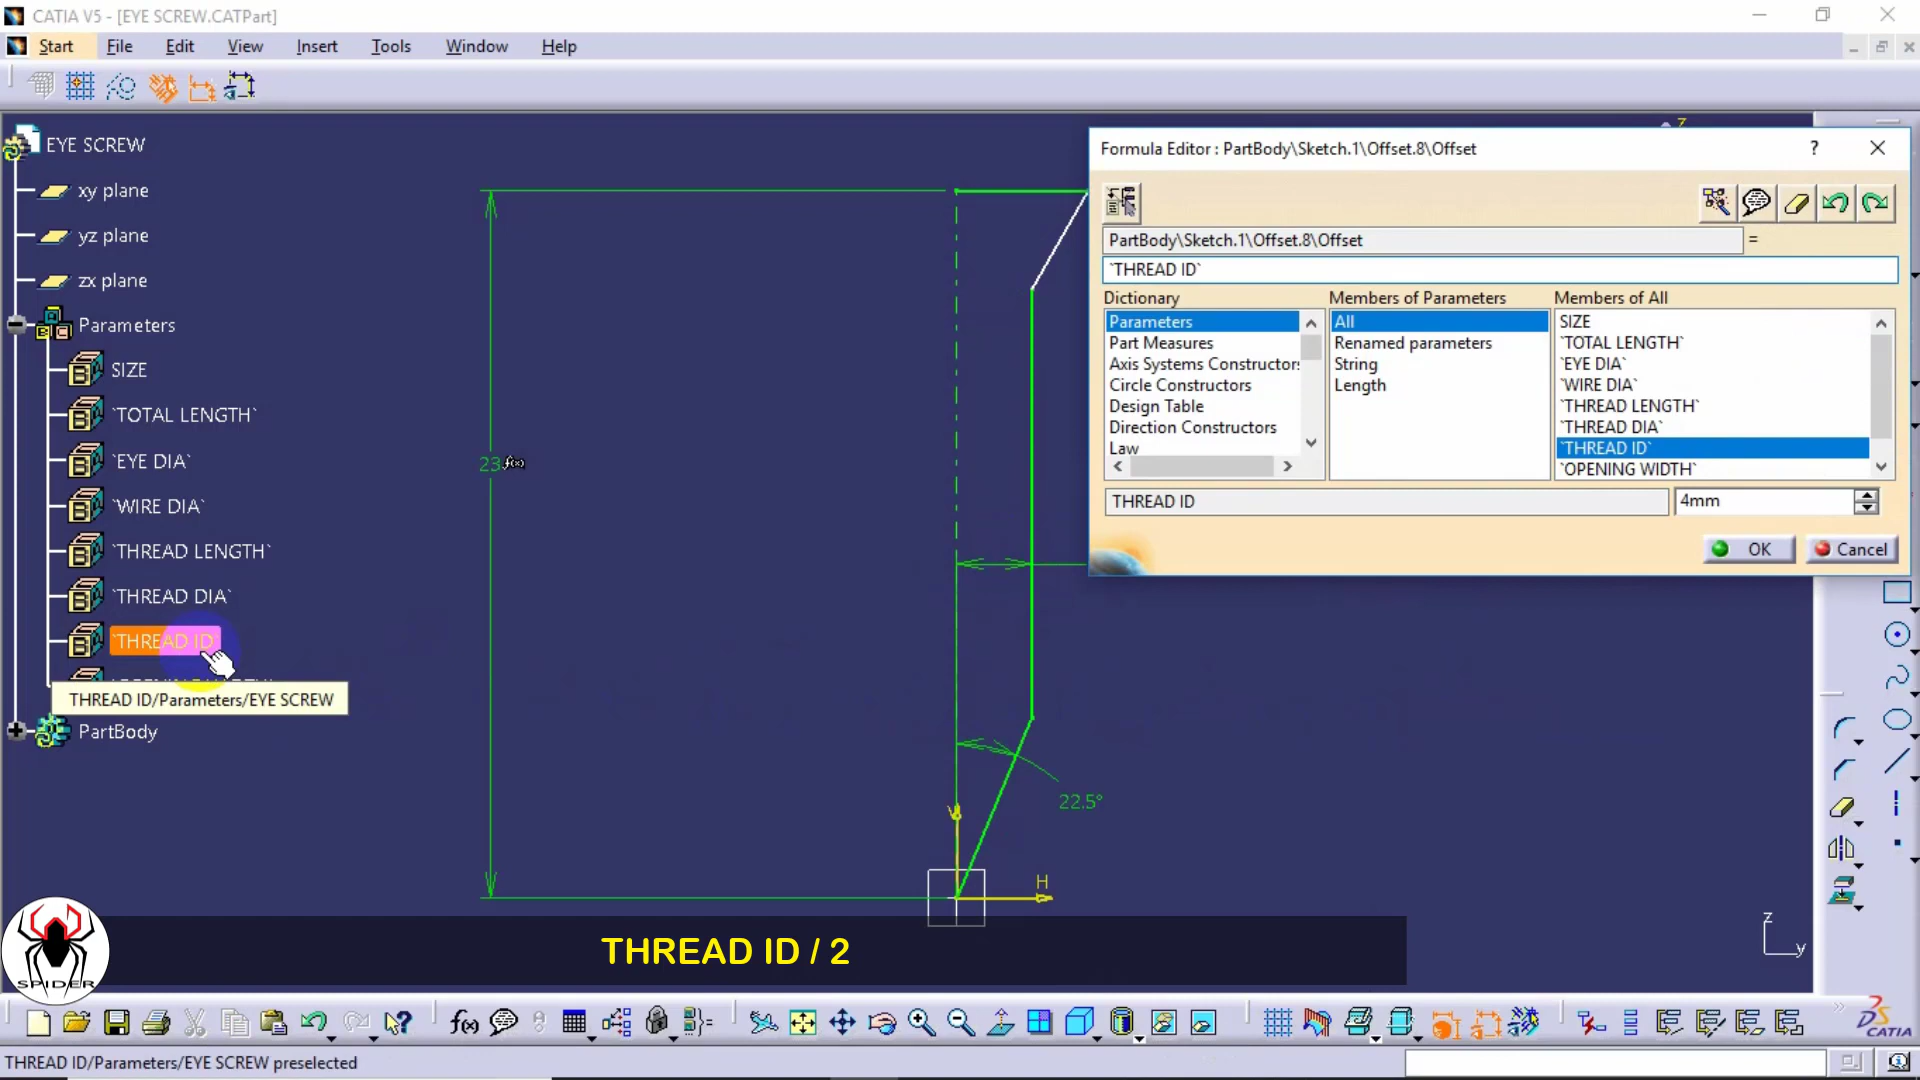 CATIA V5 - [EYE SCREW.CATPart]
Start File Edit View Insert Tools Window Help
EYE SCREW
xy plane
yz plane
zx plane
Parameters
SIZE
`TOTAL LENGTH`
`EYE DIA`
`WIRE DIA`
`THREAD LENGTH`
`THREAD DIA`
`THREAD ID`
THREAD ID/Parameters/EYE SCREW
PartBody
23 f(x)
22.5°
V
H
Z
Formula Editor : PartBody\Sketch.1\Offset.8\Offset
?
PartBody\Sketch.1\Offset.8\Offset =
`THREAD ID`
Dictionary Members of Parameters Members of All
Parameters
Part Measures
Axis Systems Constructors
Circle Constructors
Design Table
Direction Constructors
Law
All
Renamed parameters
String
Length
SIZE
`TOTAL LENGTH`
`EYE DIA`
`WIRE DIA`
`THREAD LENGTH`
`THREAD DIA`
`THREAD ID`
`OPENING WIDTH`
THREAD ID 4mm
OK Cancel
z
y
THREAD ID / 2
SPIDER
f(x)
CATIA
THREAD ID/Parameters/EYE SCREW preselected